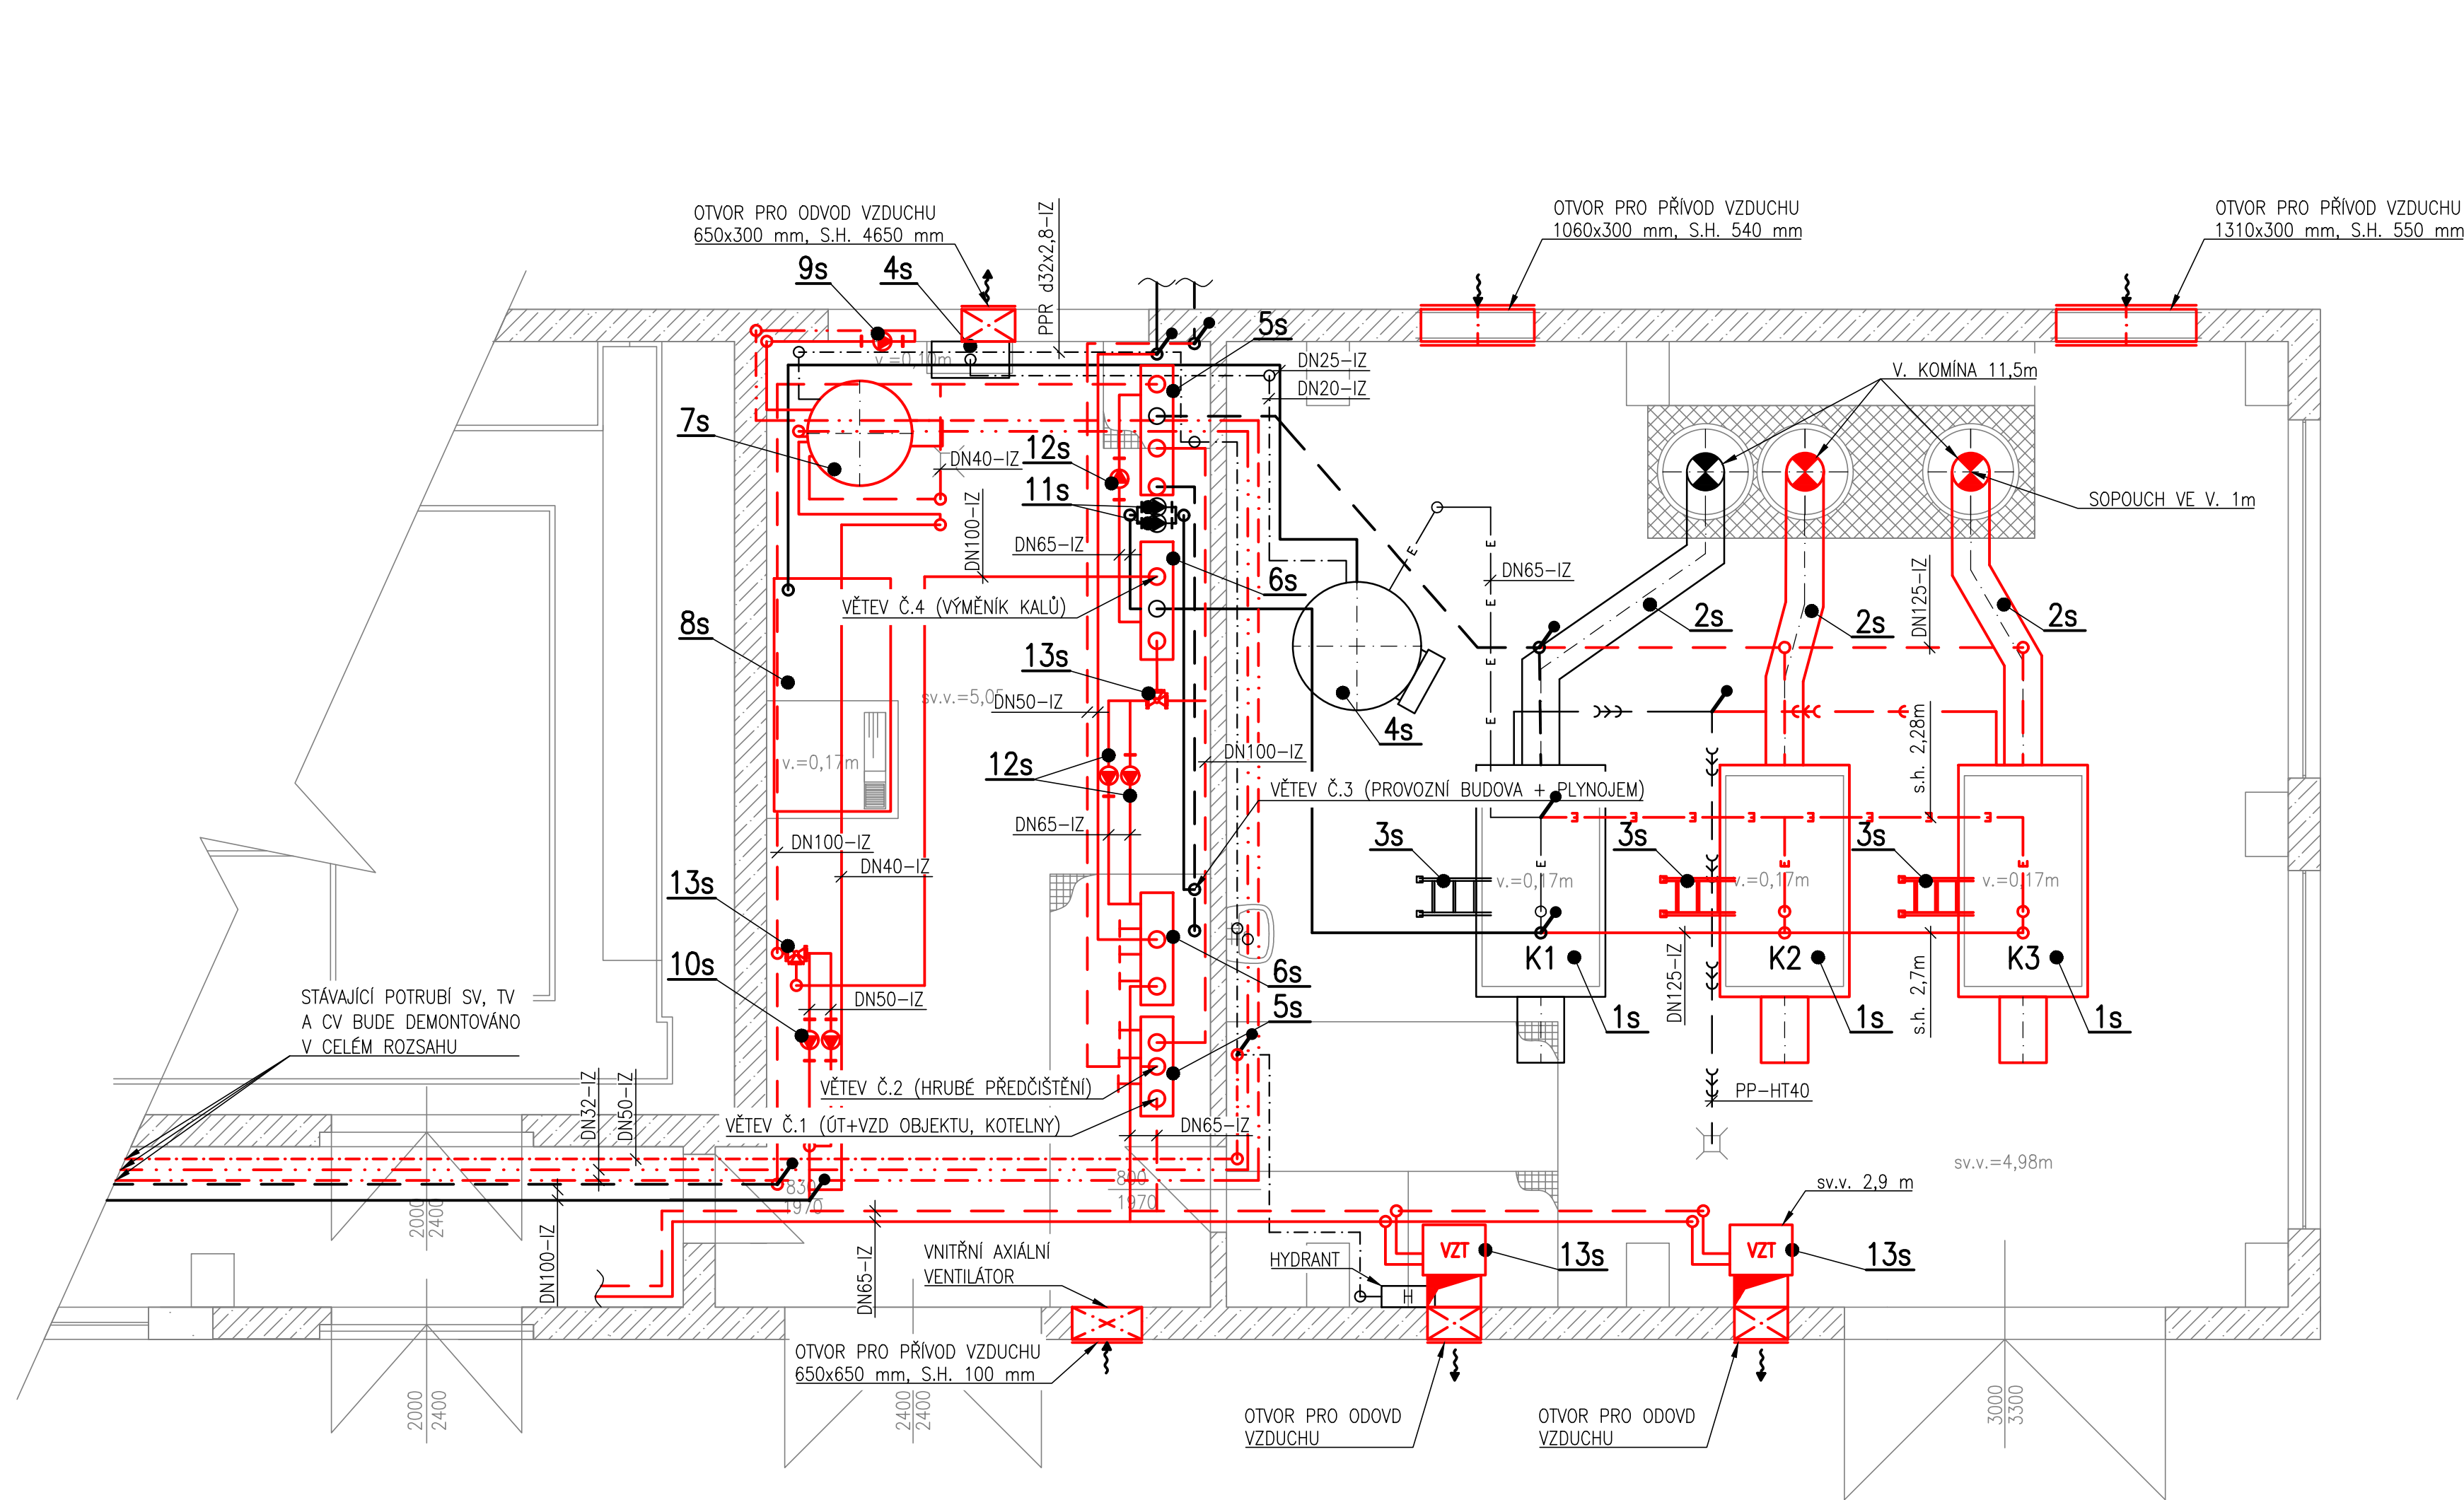 OTVOR PRO ODVOD VZDUCHU
650x300 mm, S.H. 4650 mm
PPR d32x2,8-IZ
OTVOR PRO PŘÍVOD VZDUCHU
1060x300 mm, S.H. 540 mm
OTVOR PRO PŘÍVOD VZDUCHU
1310x300 mm, S.H. 550 mm
9s
4s
5s
v.=0,10m
DN25-IZ
DN20-IZ
V. KOMÍNA 11,5m
7s
12s
DN40-IZ
11s
SOPOUCH VE V. 1m
DN100-IZ
DN65-IZ
DN65-IZ
6s
DN125-IZ
VĚTEV Č.4 (VÝMĚNÍK KALŮ)
8s
2s
2s
2s
13s
sv.v.=5,05
DN50-IZ
4s
s.h. 2,28m
DN100-IZ
v.=0,17m
12s
VĚTEV Č.3 (PROVOZNÍ BUDOVA + PLYNOJEM)
DN65-IZ
DN100-IZ
3s
3s
3s
DN40-IZ
v.=0,17m
v.=0,17m
v.=0,17m
13s
K1
K2
K3
10s
6s
DN125-IZ
s.h. 2,7m
STÁVAJÍCÍ POTRUBÍ SV, TV
A CV BUDE DEMONTOVÁNO
V CELÉM ROZSAHU
DN50-IZ
5s
1s
1s
1s
DN32-IZ
DN50-IZ
VĚTEV Č.2 (HRUBÉ PŘEDČIŠTĚNÍ)
PP-HT40
VĚTEV Č.1 (ÚT+VZD OBJEKTU, KOTELNY)
DN65-IZ
sv.v.=4,98m
800
1970
830
1970
sv.v. 2,9 m
2000
2400
DN100-IZ
DN65-IZ
VNITŘNÍ AXIÁLNÍ
VENTILÁTOR
HYDRANT
H
VZT
13s
VZT
13s
OTVOR PRO PŘÍVOD VZDUCHU
650x650 mm, S.H. 100 mm
2000
2400
2400
2400
OTVOR PRO ODOVD
VZDUCHU
OTVOR PRO ODOVD
VZDUCHU
3000
3300